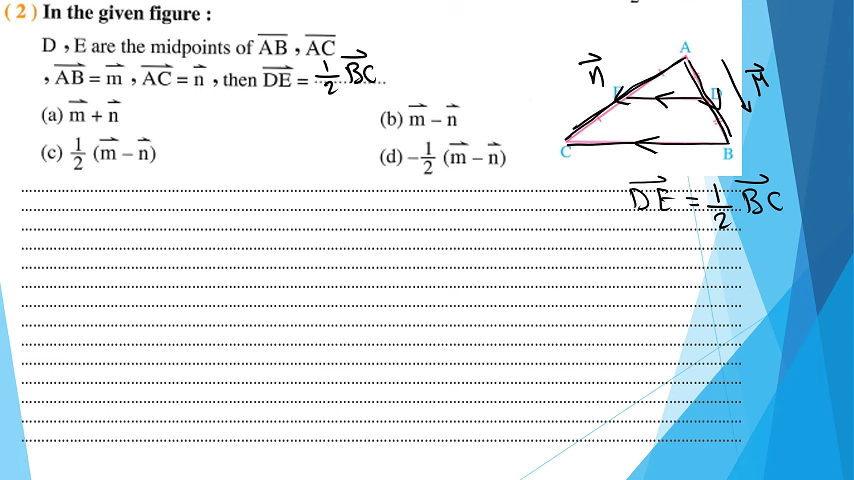 (2) In the given figure :
D , E are the midpoints of AB , AC
, AB = m , AC = n , then DE = 1/2 BC
(a) m + n
(b) m – n
(c) 1/2 (m – n)
(d) – 1/2 (m – n)
A
n
M
E
D
C
B
DE = 1/2 BC